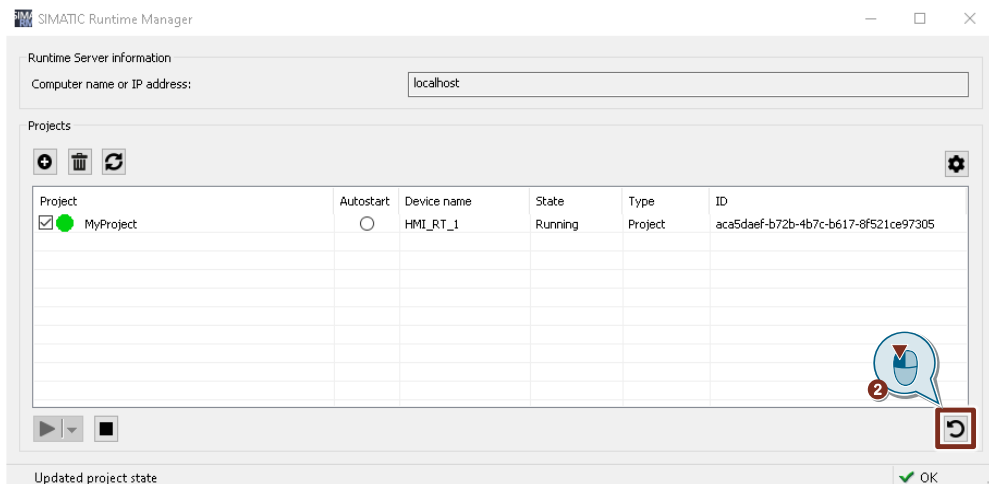 SIMATIC Runtime Manager
Runtime Server information
Computer name or IP address: localhost
Projects
Project Autostart Device name State Type ID
MyProject HMI_RT_1 Running Project aca5daef-b72b-4b7c-b617-8f521ce97305
2
Updated project state OK